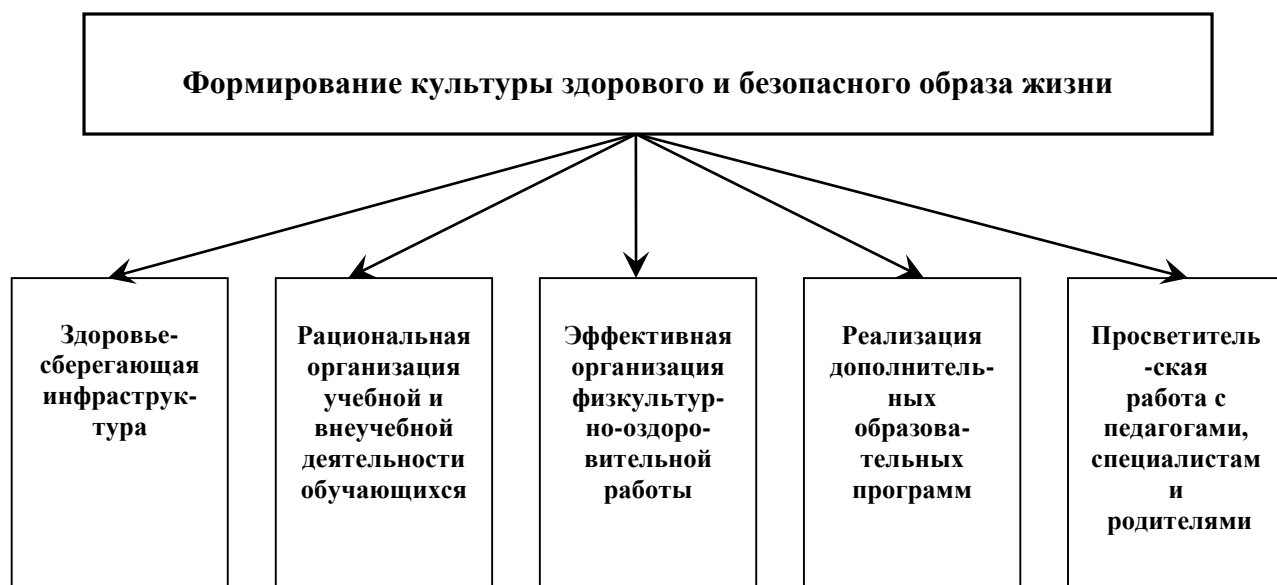 Формирование культуры здорового и безопасного образа жизни
Здоровье-
сберегающая
инфраструк-
тура
Рациональная
организация
учебной и
внеучебной
деятельности
обучающихся
Эффективная
организация
физкультур-
но-оздоро-
вительной
работы
Реализация
дополнитель-
ных
образова-
тельных
программ
Просветитель
-ская
работа с
педагогами,
специалистам
и
родителями